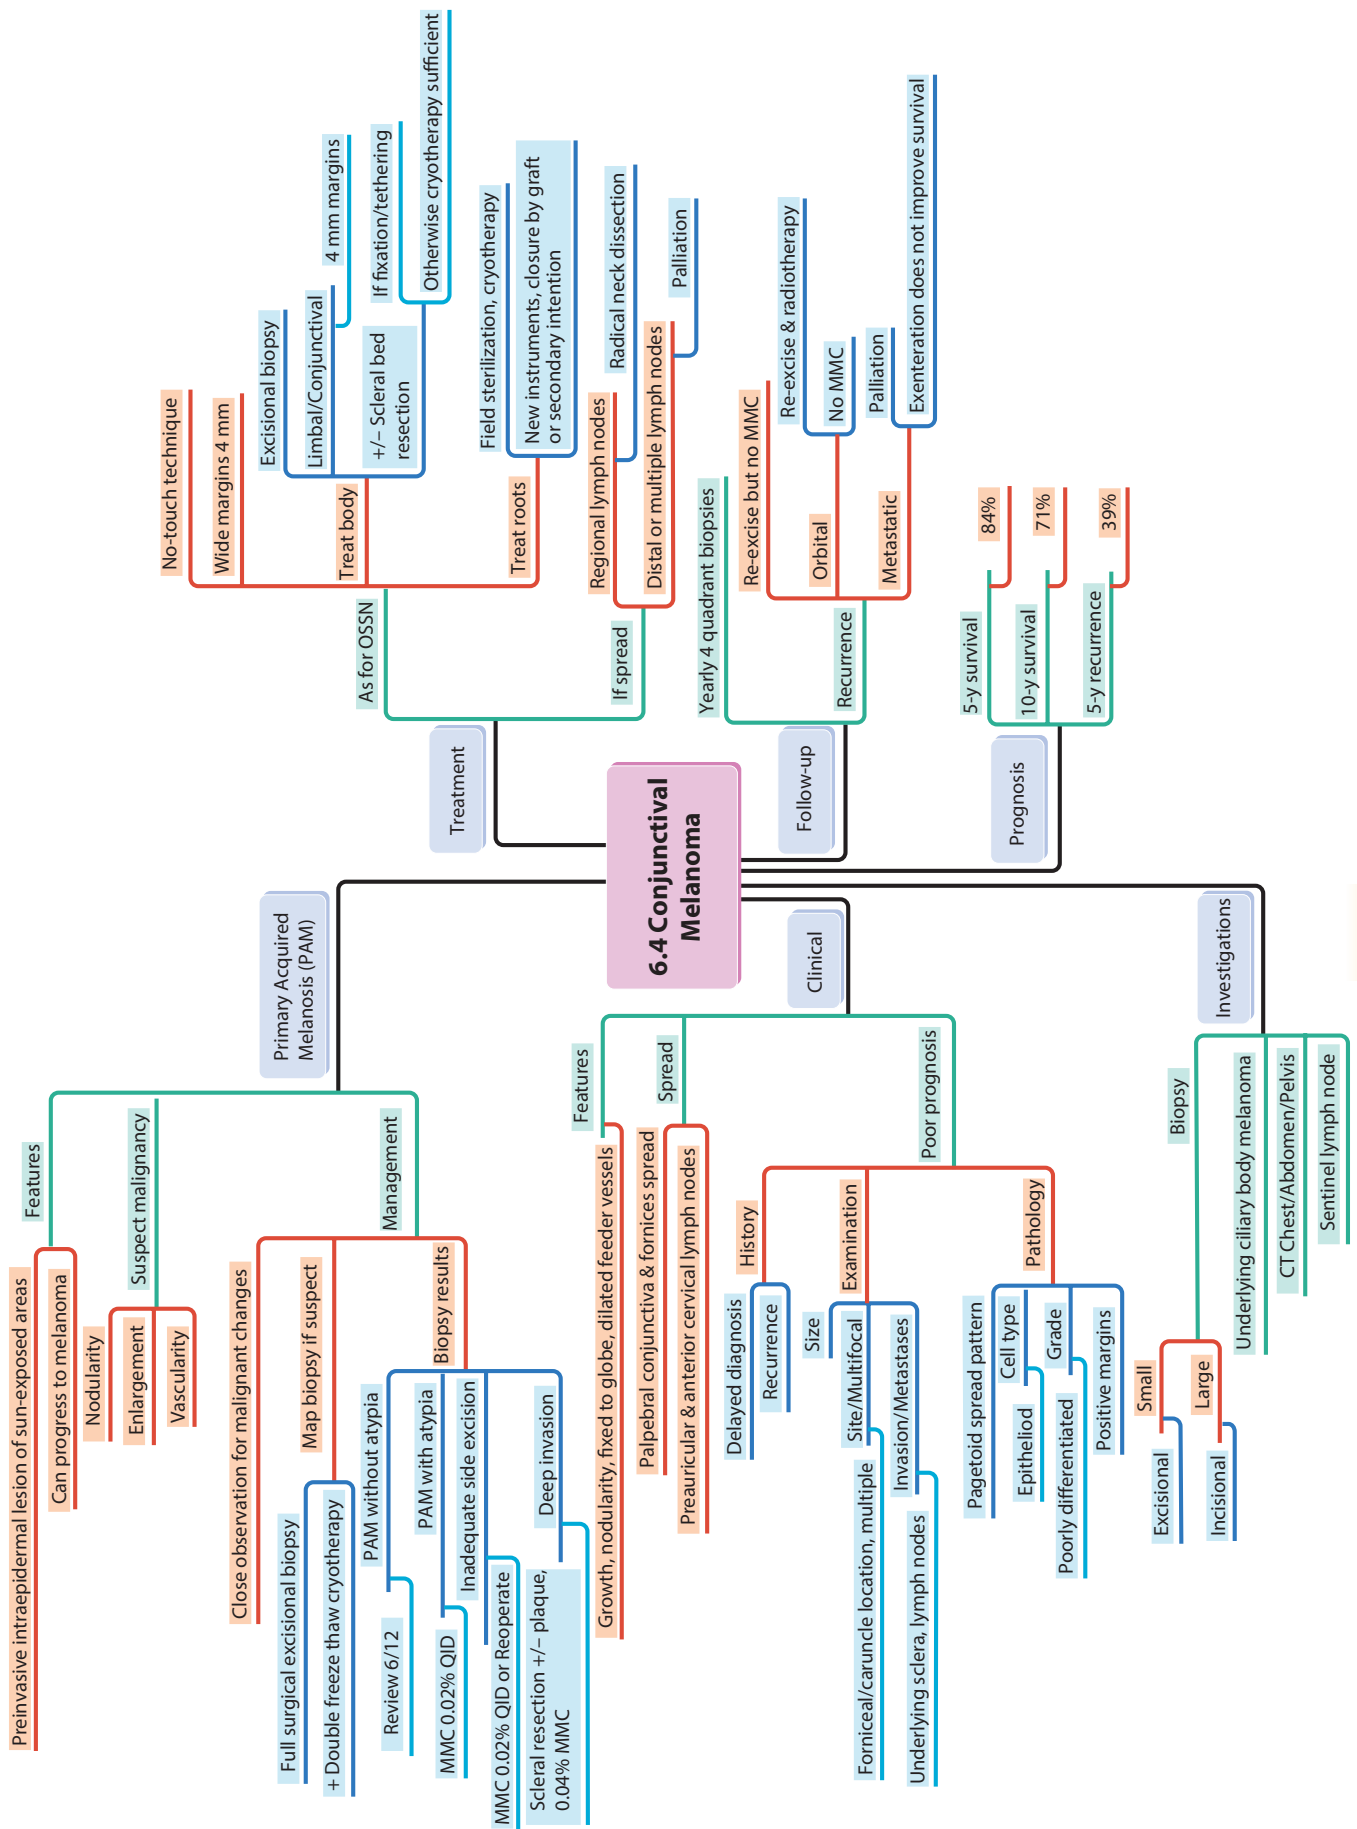 6.4 Conjunctival
Melanoma
Primary Acquired
Melanosis (PAM)
Features
Preinvasive intraepidermal lesion of sun-exposed areas
Can progress to melanoma
Suspect malignancy
Nodularity
Enlargement
Vascularity
Management
Close observation for malignant changes
Map biopsy if suspect
Full surgical excisional biopsy
+ Double freeze thaw cryotherapy
Biopsy results
PAM without atypia
Review 6/12
PAM with atypia
MMC 0.02% QID
Inadequate side excision
MMC 0.02% QID or Reoperate
Deep invasion
Scleral resection +/− plaque,
0.04% MMC
Clinical
Features
Growth, nodularity, fixed to globe, dilated feeder vessels
Spread
Palpebral conjunctiva & fornices spread
Preauricular & anterior cervical lymph nodes
Poor prognosis
History
Delayed diagnosis
Recurrence
Examination
Size
Site/Multifocal
Forniceal/caruncle location, multiple
Invasion/Metastases
Underlying sclera, lymph nodes
Pathology
Pagetoid spread pattern
Cell type
Epitheliod
Grade
Poorly differentiated
Positive margins
Investigations
Biopsy
Small
Excisional
Large
Incisional
Underlying ciliary body melanoma
CT Chest/Abdomen/Pelvis
Sentinel lymph node
Treatment
As for OSSN
No-touch technique
Wide margins 4 mm
Treat body
Excisional biopsy
Limbal/Conjunctival
4 mm margins
+/− Scleral bed
resection
If fixation/tethering
Otherwise cryotherapy sufficient
Treat roots
Field sterilization, cryotherapy
New instruments, closure by graft
or secondary intention
If spread
Regional lymph nodes
Radical neck dissection
Distal or multiple lymph nodes
Palliation
Follow-up
Yearly 4 quadrant biopsies
Recurrence
Re-excise but no MMC
Orbital
Re-excise & radiotherapy
No MMC
Metastatic
Palliation
Exenteration does not improve survival
Prognosis
5-y survival
84%
10-y survival
71%
5-y recurrence
39%